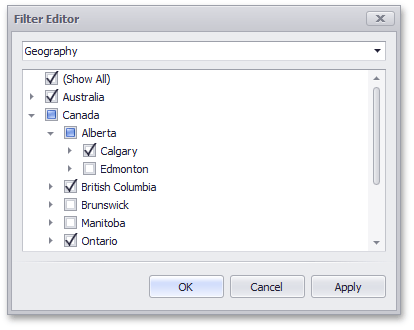 Filter Editor
Geography
(Show All)
Australia
Canada
Alberta
Calgary
Edmonton
British Columbia
Brunswick
Manitoba
Ontario
OK Cancel Apply